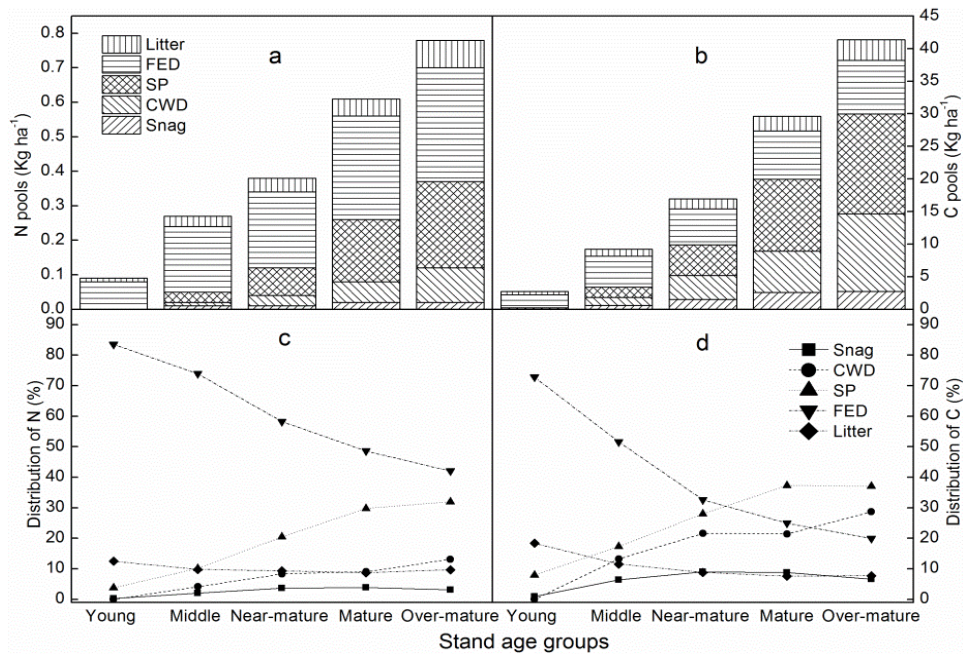 a
b
N pools (Kg ha-1)
0.8
0.7
0.6
0.5
0.4
0.3
0.2
0.1
0.0
Litter
FED
SP
CWD
Snag
C pools (Kg ha-1)
45
40
35
30
25
20
15
10
5
0
c
d
Distribution of N (%)
90
80
70
60
50
40
30
20
10
0
Snag
CWD
SP
FED
Litter
Distribution of C (%)
90
80
70
60
50
40
30
20
10
0
Young Middle Near-mature Mature Over-mature
Young Middle Near-mature Mature Over-mature
Stand age groups